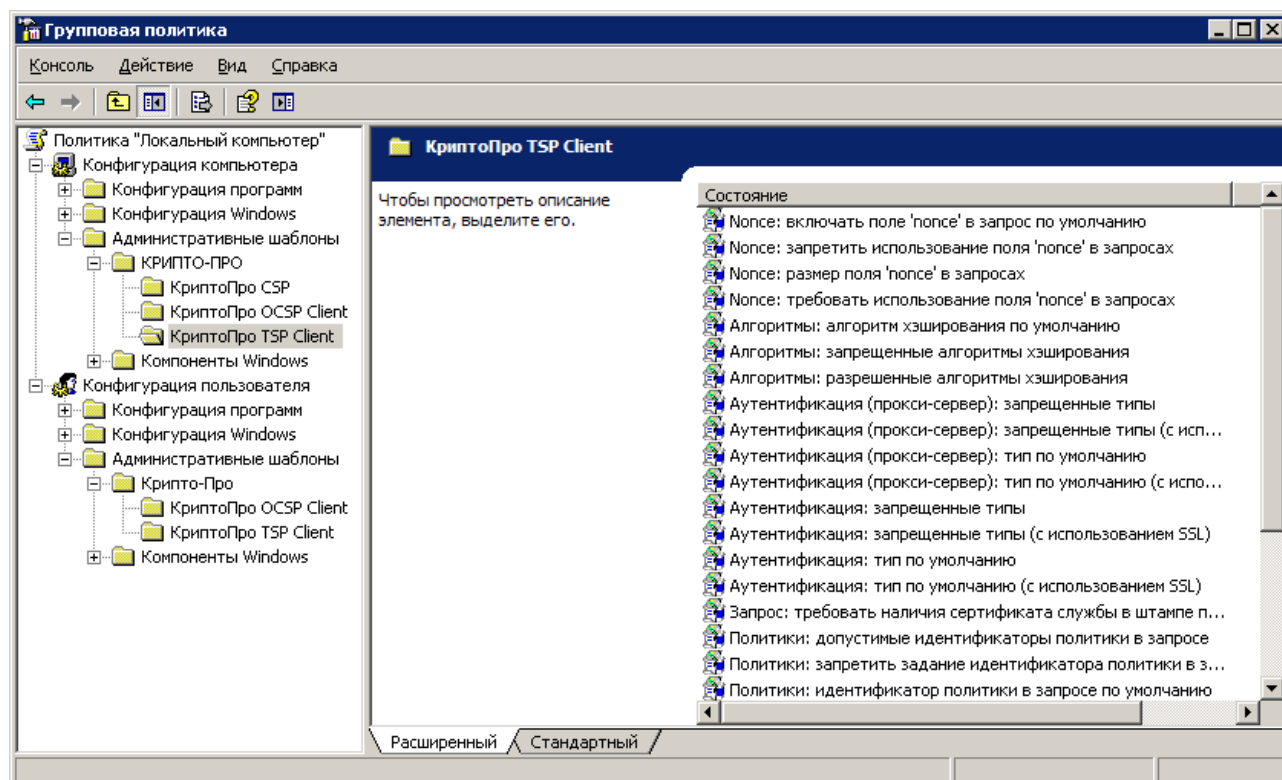 Групповая политика
Консоль Действие Вид Справка
Политика "Локальный компьютер"
Конфигурация компьютера
Конфигурация программ
Конфигурация Windows
Административные шаблоны
КРИПТО-ПРО
КриптоПро CSP
КриптоПро OCSP Client
КриптоПро TSP Client
Компоненты Windows
Конфигурация пользователя
Конфигурация программ
Конфигурация Windows
Административные шаблоны
Крипто-Про
КриптоПро OCSP Client
КриптоПро TSP Client
Компоненты Windows
КриптоПро TSP Client
Чтобы просмотреть описание
элемента, выделите его.
Состояние
Nonce: включать поле 'nonce' в запрос по умолчанию
Nonce: запретить использование поля 'nonce' в запросах
Nonce: размер поля 'nonce' в запросах
Nonce: требовать использование поля 'nonce' в запросах
Алгоритмы: алгоритм хэширования по умолчанию
Алгоритмы: запрещенные алгоритмы хэширования
Алгоритмы: разрешенные алгоритмы хэширования
Аутентификация (прокси-сервер): запрещенные типы
Аутентификация (прокси-сервер): запрещенные типы (с исп...
Аутентификация (прокси-сервер): тип по умолчанию
Аутентификация (прокси-сервер): тип по умолчанию (с испо...
Аутентификация: запрещенные типы
Аутентификация: запрещенные типы (с использованием SSL)
Аутентификация: тип по умолчанию
Аутентификация: тип по умолчанию (с использованием SSL)
Запрос: требовать наличия сертификата службы в штампе п...
Политики: допустимые идентификаторы политики в запросе
Политики: запретить задание идентификатора политики в з...
Политики: идентификатор политики в запросе по умолчанию
Расширенный Стандартный